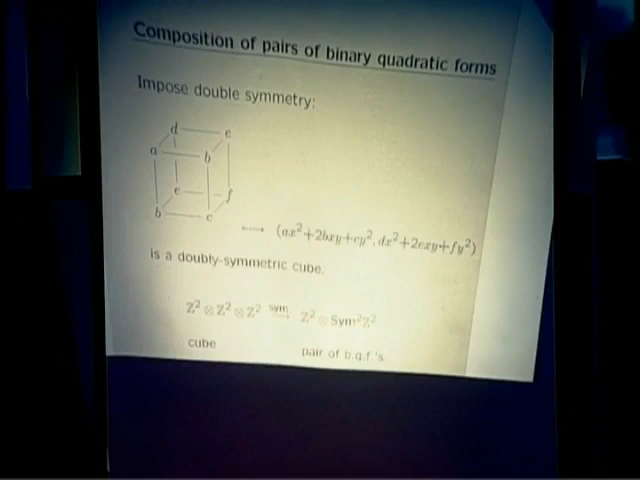 Composition of pairs of binary quadratic forms
Impose double symmetry:
d e
a b
e f
b c
⟷ (ax²+2bxy+cy², dx²+2exy+fy²)
is a doubly-symmetric cube.
ℤ² ⊗ ℤ² ⊗ ℤ² sym → ℤ² ⊗ Sym²ℤ²
cube pair of b.q.f.'s